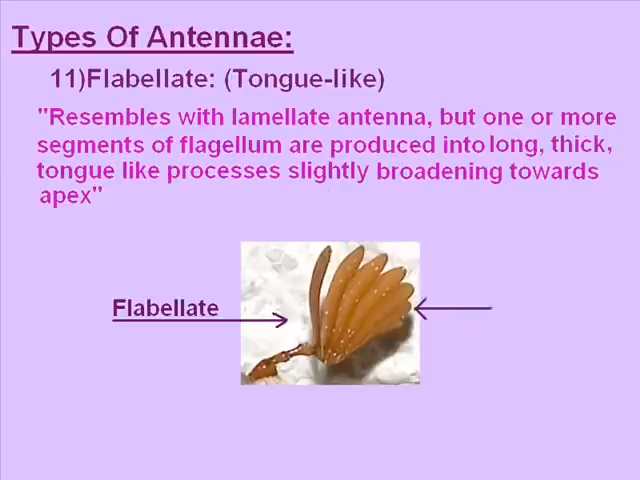 Types Of Antennae:
11)Flabellate: (Tongue-like)
"Resembles with lamellate antenna, but one or more
segments of flagellum are produced into long, thick,
tongue like processes slightly broadening towards
apex"
Flabellate